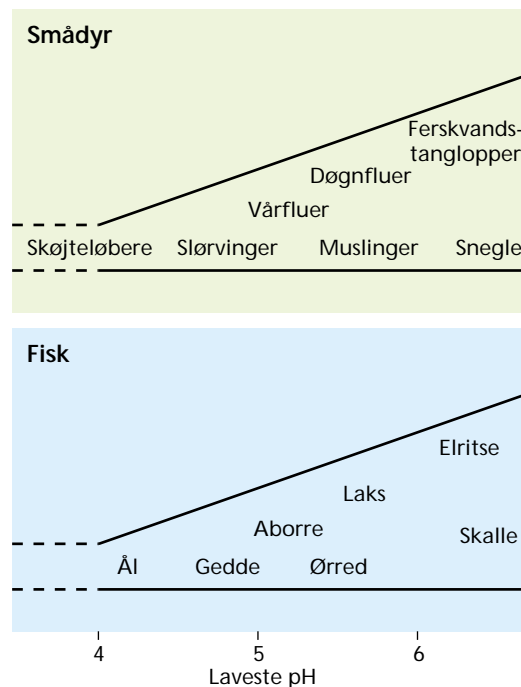 Smådyr
Ferskvands-
tanglopper
Døgnfluer
Vårfluer
Skøjteløbere Slørvinger Muslinger Snegle
Fisk
Elritse
Laks
Aborre
Skalle
Ål Gedde Ørred
4 5 6
Laveste pH